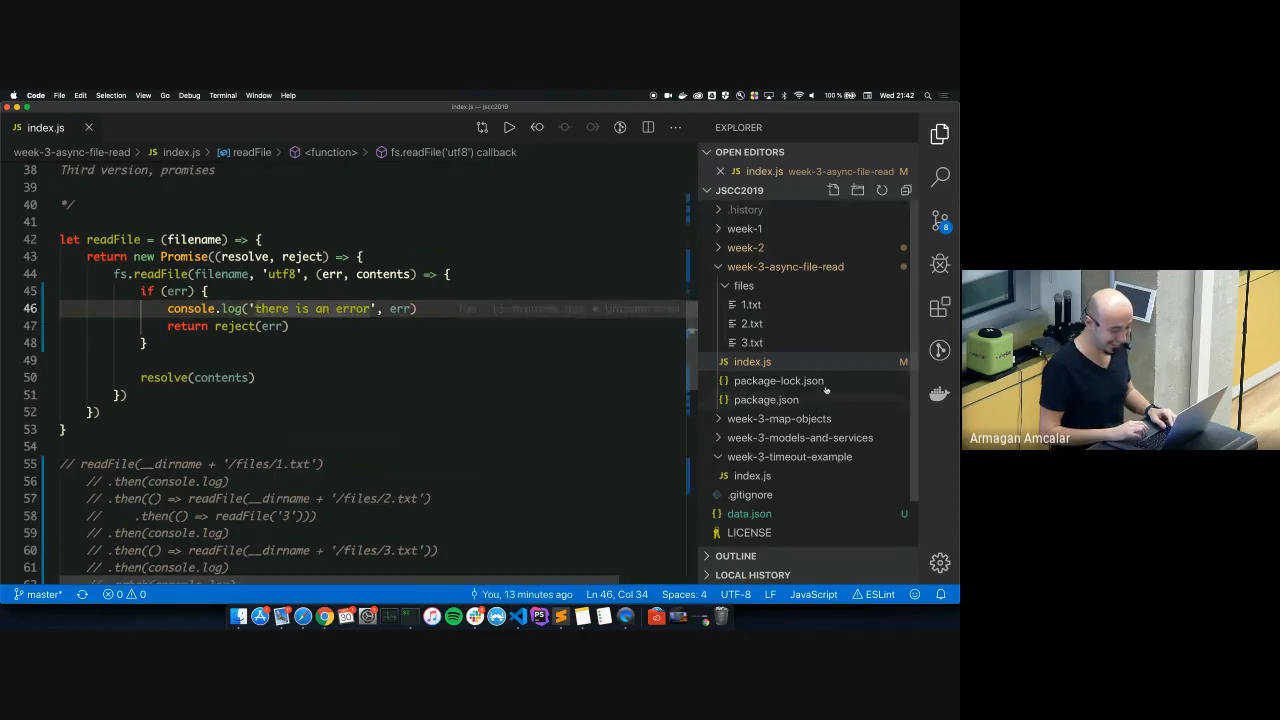 Code File Edit Selection View Go Debug Terminal Window Help 100 % Wed 21:42
index.js — jscc2019
JS index.js
week-3-async-file-read > JS index.js > readFile > <function> > fs.readFile('utf8') callback
38 Third version, promises
39
40 */
41
42 let readFile = (filename) => {
43 return new Promise((resolve, reject) => {
44 fs.readFile(filename, 'utf8', (err, contents) => {
45 if (err) {
46 console.log('there is an error', err)
47 return reject(err)
48 }
49
50 resolve(contents)
51 })
52 })
53 }
54
55 // readFile(__dirname + '/files/1.txt')
56 // .then(console.log)
57 // .then(() => readFile(__dirname + '/files/2.txt')
58 // .then(() => readFile('3')))
59 // .then(console.log)
60 // .then(() => readFile(__dirname + '/files/3.txt'))
61 // .then(console.log)
EXPLORER
OPEN EDITORS
JS index.js week-3-async-file-read M
JSCC2019
.history
week-1
week-2
week-3-async-file-read
files
1.txt
2.txt
3.txt
JS index.js M
{} package-lock.json
{} package.json
week-3-map-objects
week-3-models-and-services
week-3-timeout-example
JS index.js
.gitignore
data.json U
LICENSE
OUTLINE
LOCAL HISTORY
8
master* 0 0 You, 13 minutes ago Ln 46, Col 34 Spaces: 4 UTF-8 LF JavaScript ESLint
30 PS
Armagan Amcalar